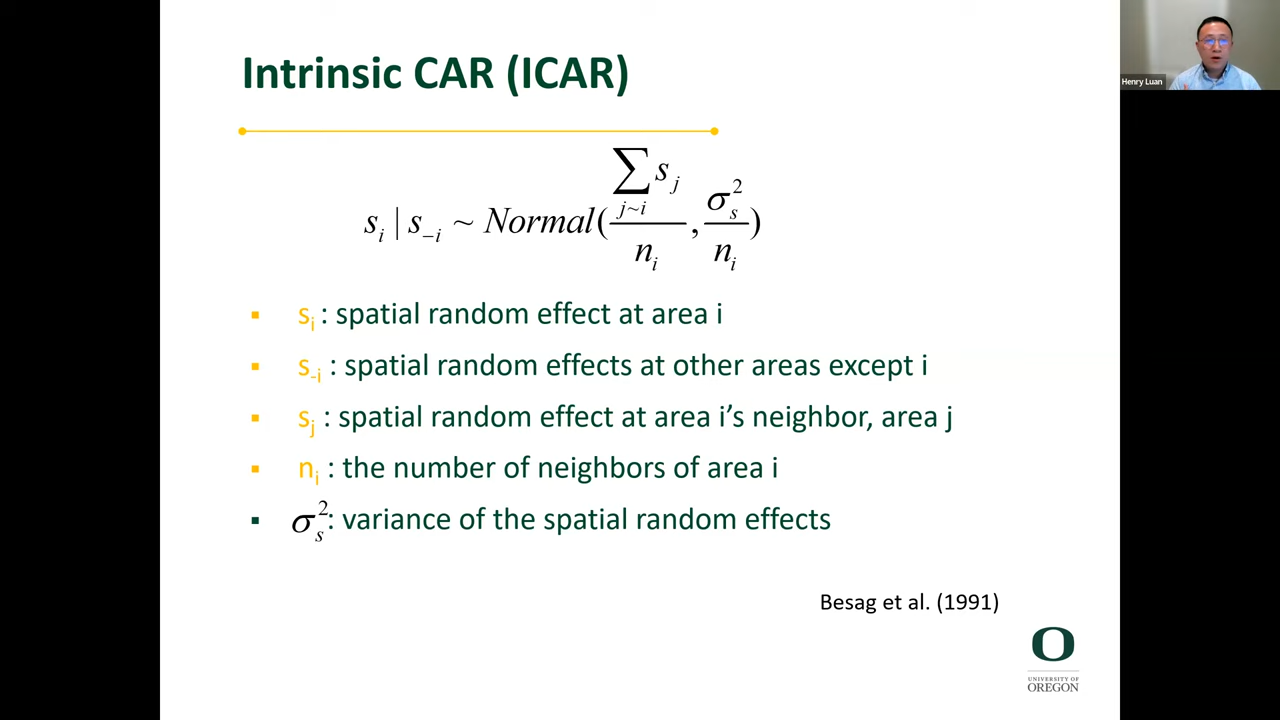 Intrinsic CAR (ICAR)
Henry Luan
s_i | s_{-i} ~ Normal(\frac{\sum_{j~i} s_j}{n_i}, \frac{σ_s^2}{n_i})
▪ s_i : spatial random effect at area i
▪ s_{-i} : spatial random effects at other areas except i
▪ s_j : spatial random effect at area i’s neighbor, area j
▪ n_i : the number of neighbors of area i
▪ σ_s^2: variance of the spatial random effects
Besag et al. (1991)
O
UNIVERSITY OF
OREGON